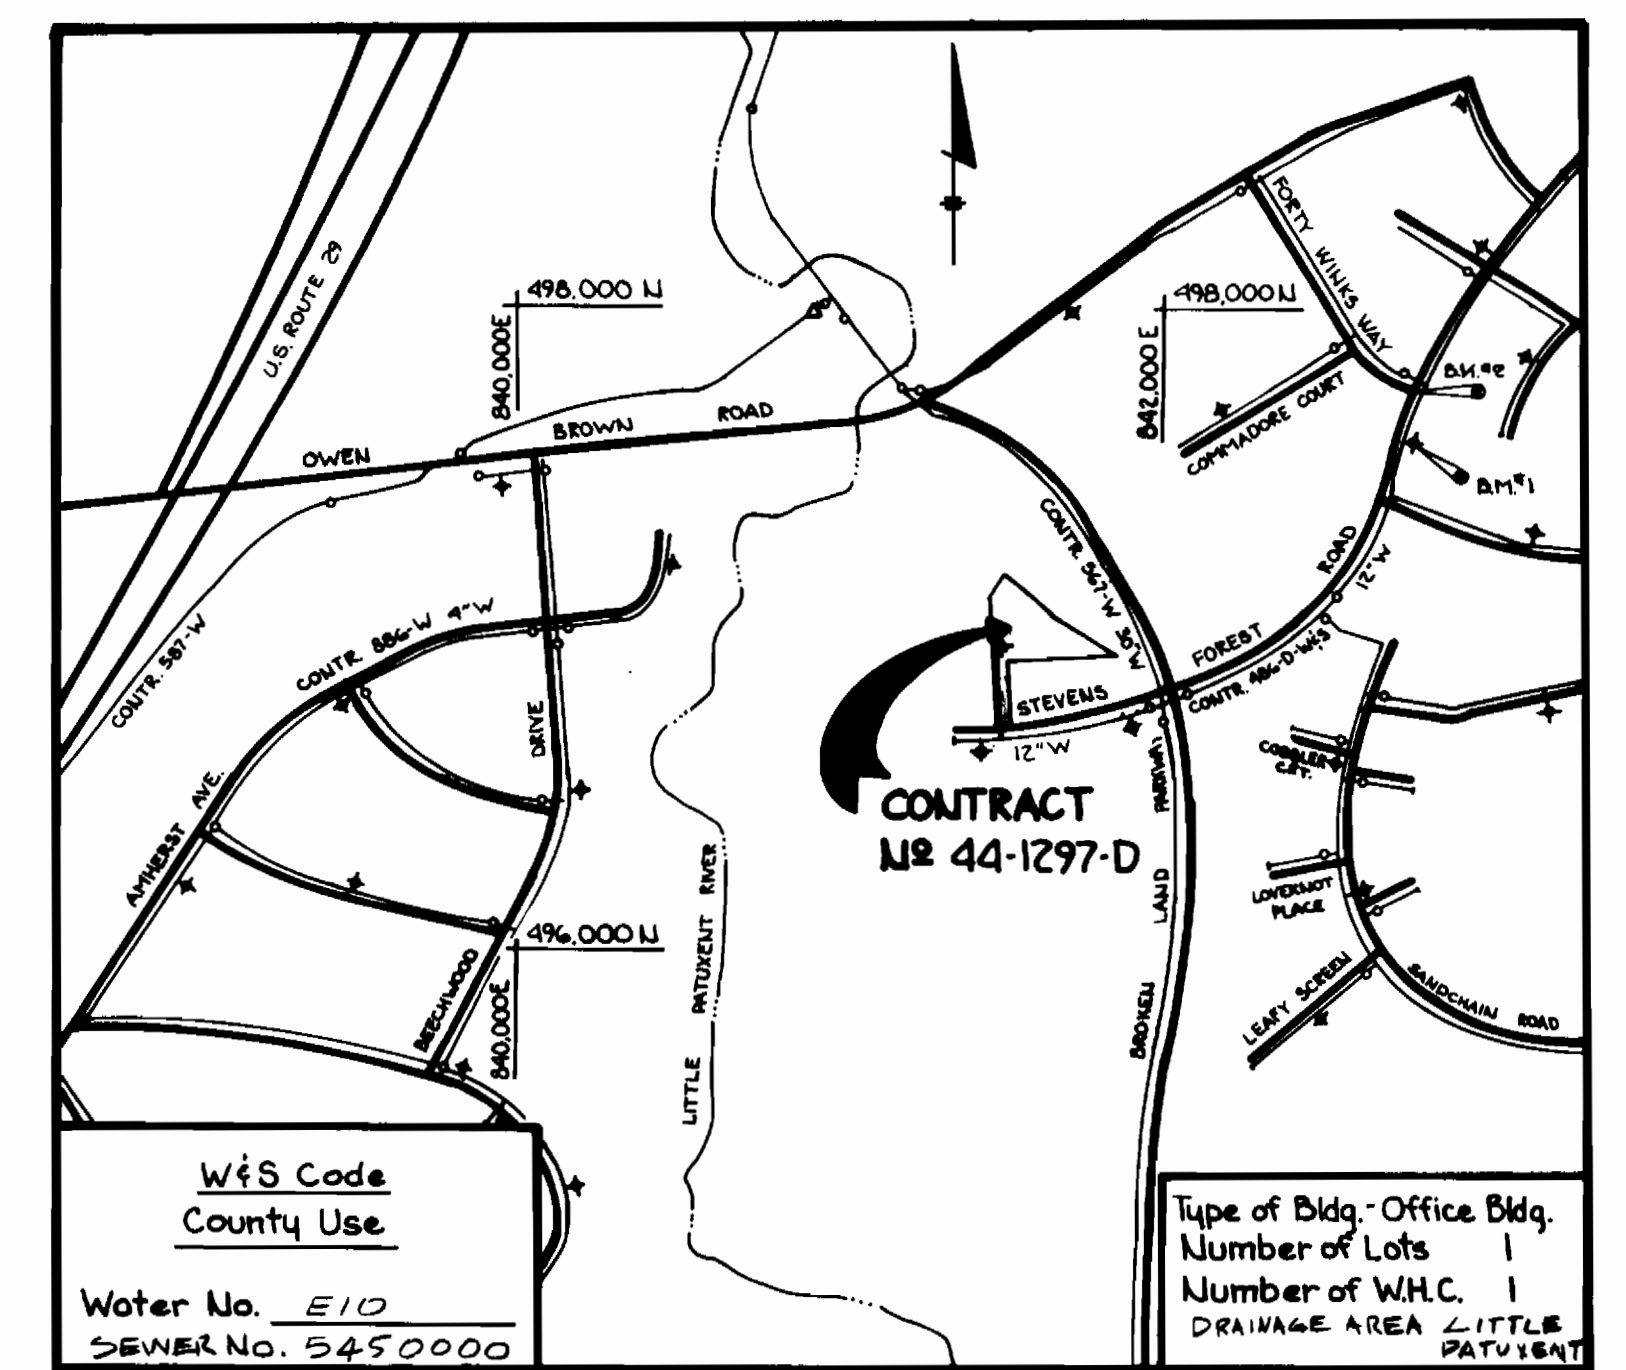 U.S. ROUTE 29
498,000 N
840,000E
498,000N
842,000 E
FORTY WINKS WAY
COMMADORE COURT
B.M.#2
B.M.#1
OWEN BROWN ROAD
CONTR. 587-W
CONTR. 886-W 4"W
CONTR. 567-W 30"W
STEVENS FOREST ROAD
12"W
12"W
CONTR. 486-D-W&S
DRIVE
AMHERST AVE.
BEECHWOOD
496,000 N
840,000E
LITTLE PATUXENT RIVER
CONTRACT
Nº 44-1297-D
BROKEN LAND PARKWAY
COBBLER
CRT.
LOVEKNOT
PLACE
LEAFY SCREEN
SANDCHAIN ROAD
W&S Code
County Use
Water No. E10
SEWER No. 5450000
Type of Bldg.-Office Bldg.
Number of Lots 1
Number of W.H.C. 1
DRAINAGE AREA LITTLE
PATUXENT